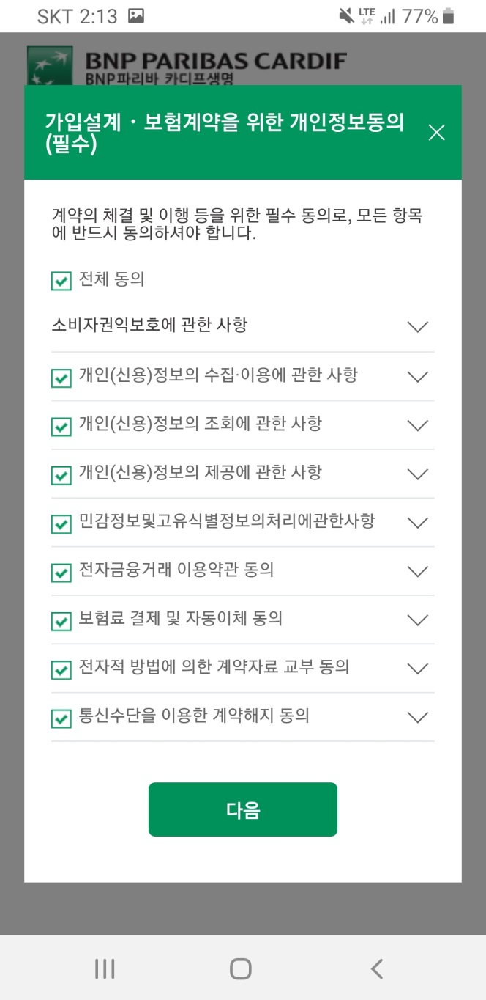 SKT 2:13
LTE
77%
BNP PARIBAS CARDIF
BNP파리바 카디프생명
가입설계 · 보험계약을 위한 개인정보동의
(필수)
계약의 체결 및 이행 등을 위한 필수 동의로, 모든 항목
에 반드시 동의하셔야 합니다.
전체 동의
소비자권익보호에 관한 사항
개인(신용)정보의 수집·이용에 관한 사항
개인(신용)정보의 조회에 관한 사항
개인(신용)정보의 제공에 관한 사항
민감정보및고유식별정보의처리에관한사항
전자금융거래 이용약관 동의
보험료 결제 및 자동이체 동의
전자적 방법에 의한 계약자료 교부 동의
통신수단을 이용한 계약해지 동의
다음